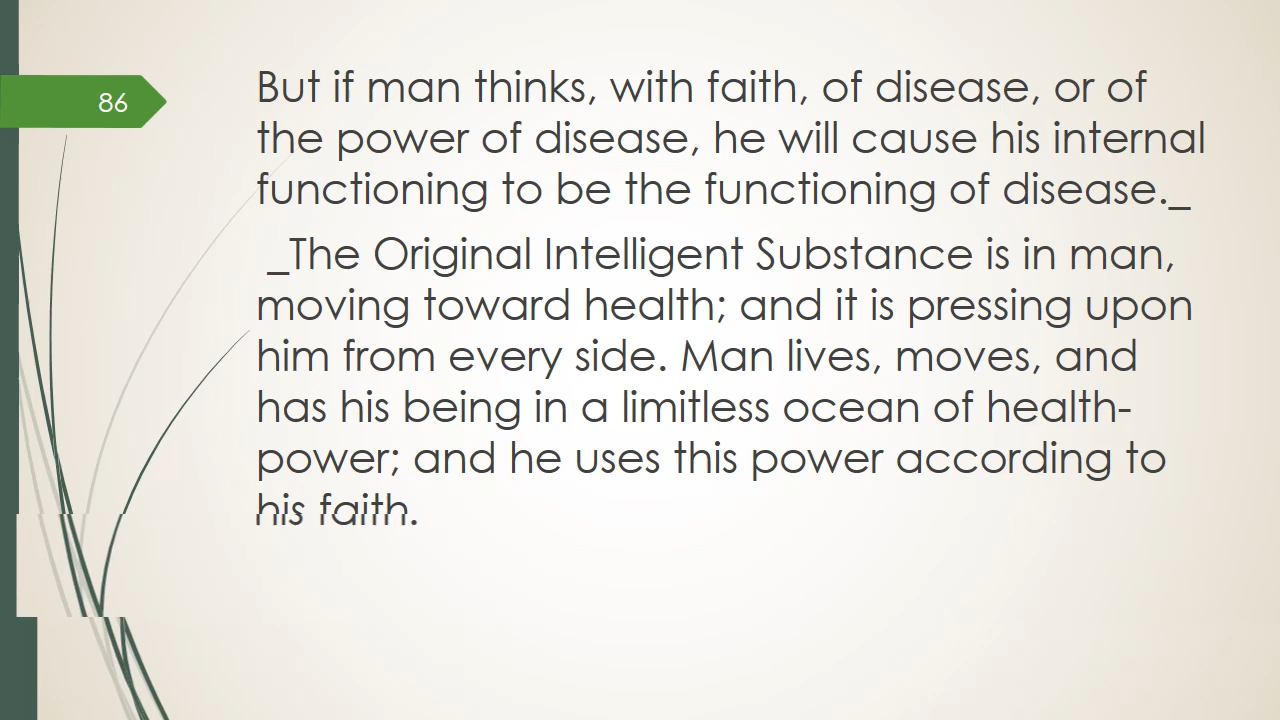 86
But if man thinks, with faith, of disease, or of
the power of disease, he will cause his internal
functioning to be the functioning of disease._
_The Original Intelligent Substance is in man,
moving toward health; and it is pressing upon
him from every side. Man lives, moves, and
has his being in a limitless ocean of health-
power; and he uses this power according to
his faith.